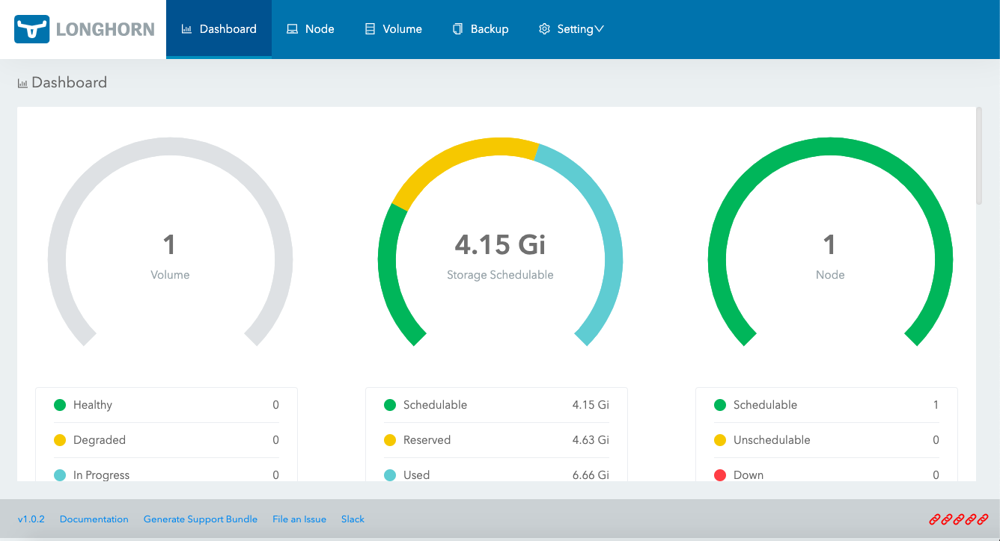 LONGHORN
Dashboard
Node
Volume
Backup
Setting
Dashboard
1
Volume
4.15 Gi
Storage Schedulable
1
Node
Healthy 0
Degraded 0
In Progress 0
Schedulable 4.15 Gi
Reserved 4.63 Gi
Used 6.66 Gi
Schedulable 1
Unschedulable 0
Down 0
v1.0.2
Documentation
Generate Support Bundle
File an Issue
Slack